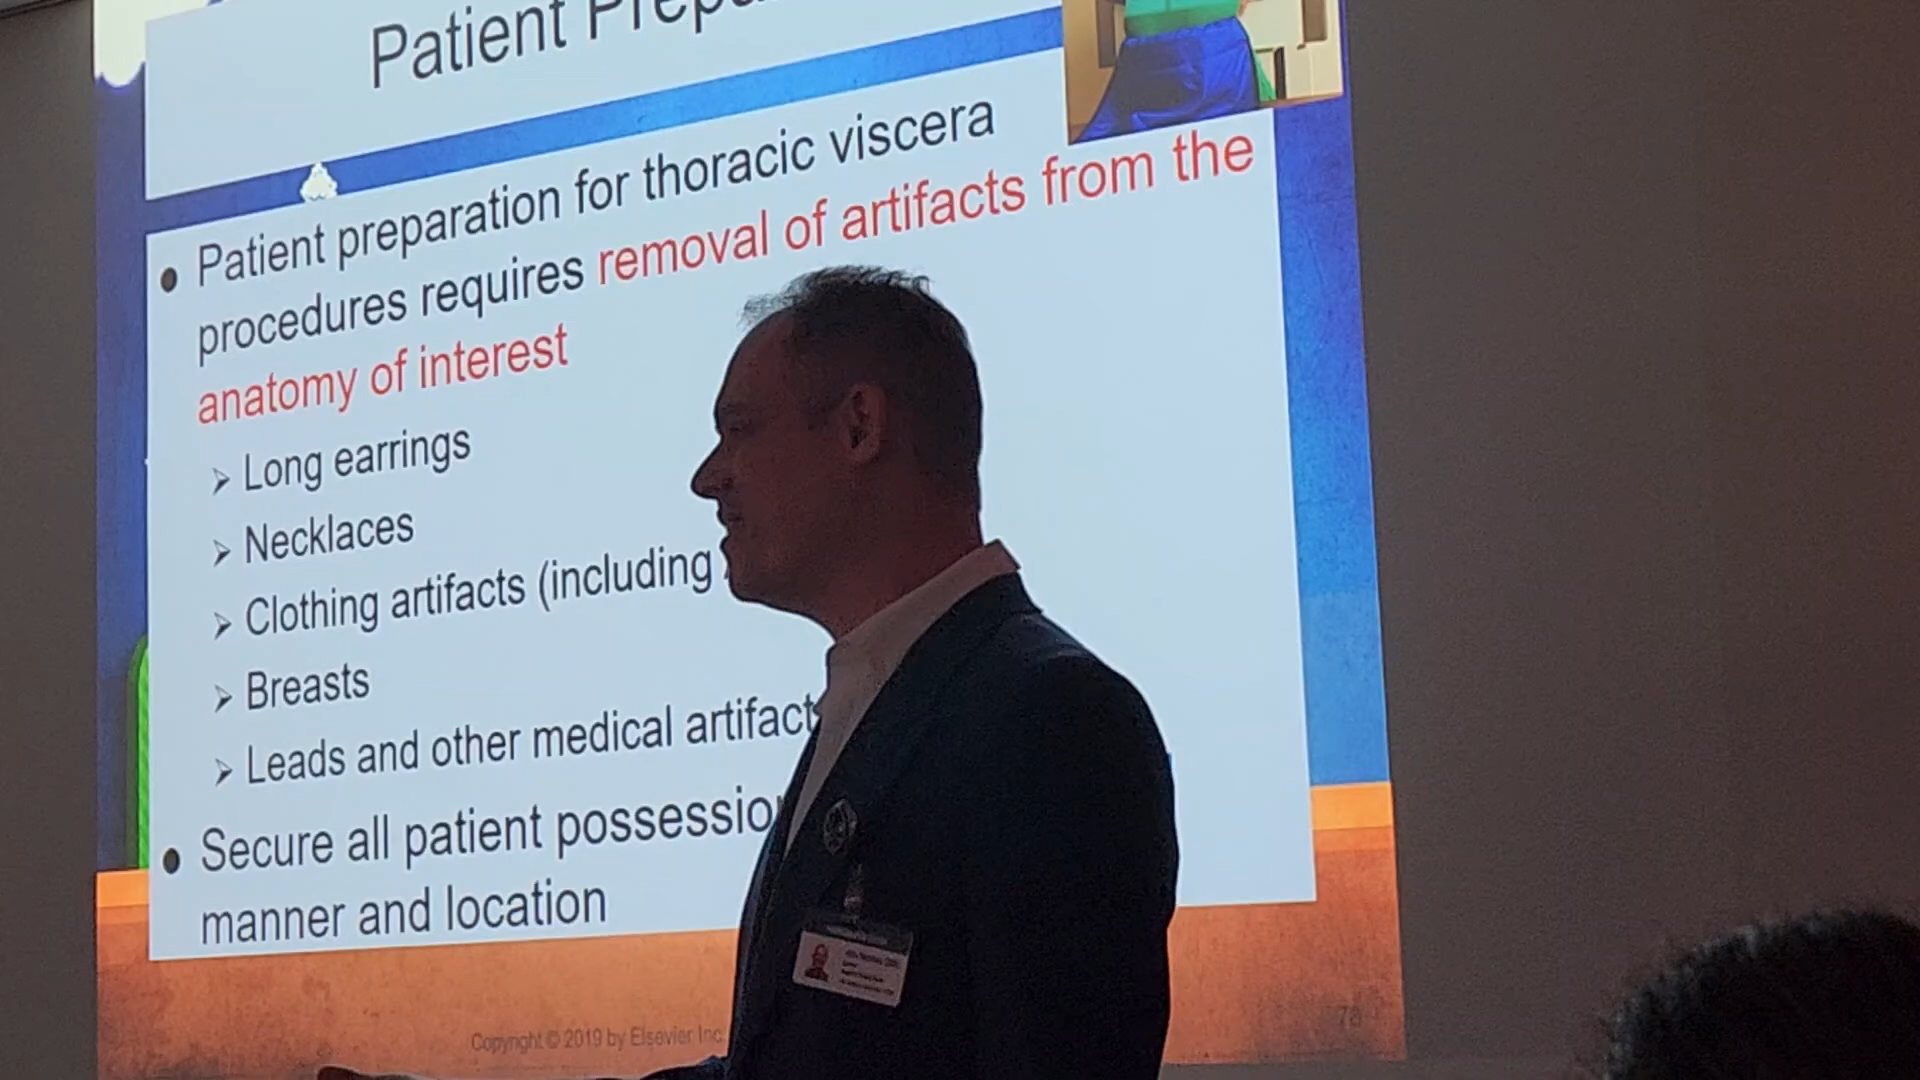 Patient
Patient preparation for thoracic viscera
procedures requires removal of artifacts from the
anatomy of interest
Long earrings
Necklaces
Clothing artifacts (including
Breasts
Leads and other medical artifact
Secure all patient possessio
manner and location
Copyright © 2019 by Elsevier Inc.
78